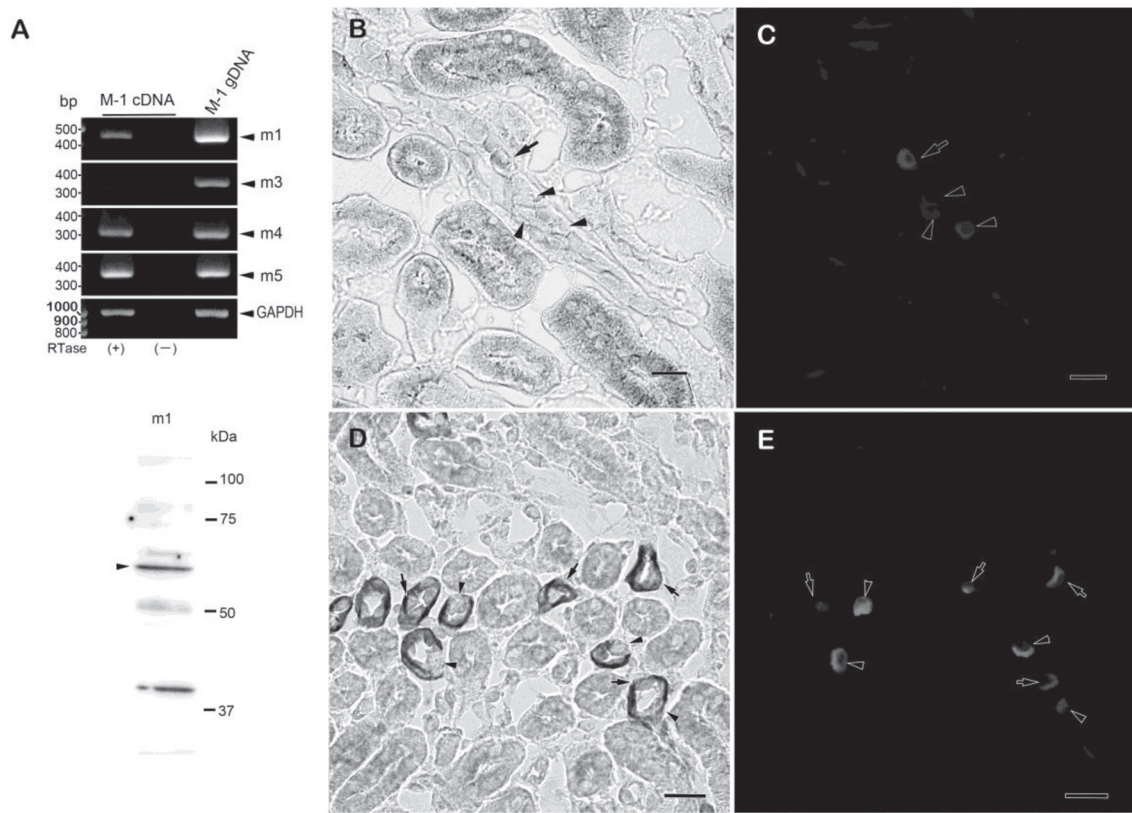 A
bp
M-1 cDNA
M-1 gDNA
500
400
m1
400
300
m3
400
300
m4
400
300
m5
1000
900
800
GAPDH
RTase (+) (−)
m1
kDa
100
75
50
37
B
C
D
E